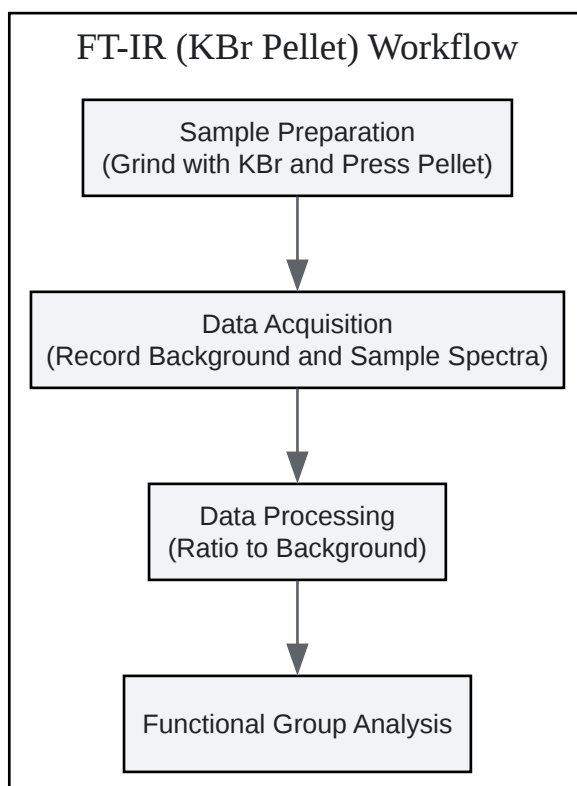 FT-IR (KBr Pellet) Workflow
Sample Preparation
(Grind with KBr and Press Pellet)
Data Acquisition
(Record Background and Sample Spectra)
Data Processing
(Ratio to Background)
Functional Group Analysis